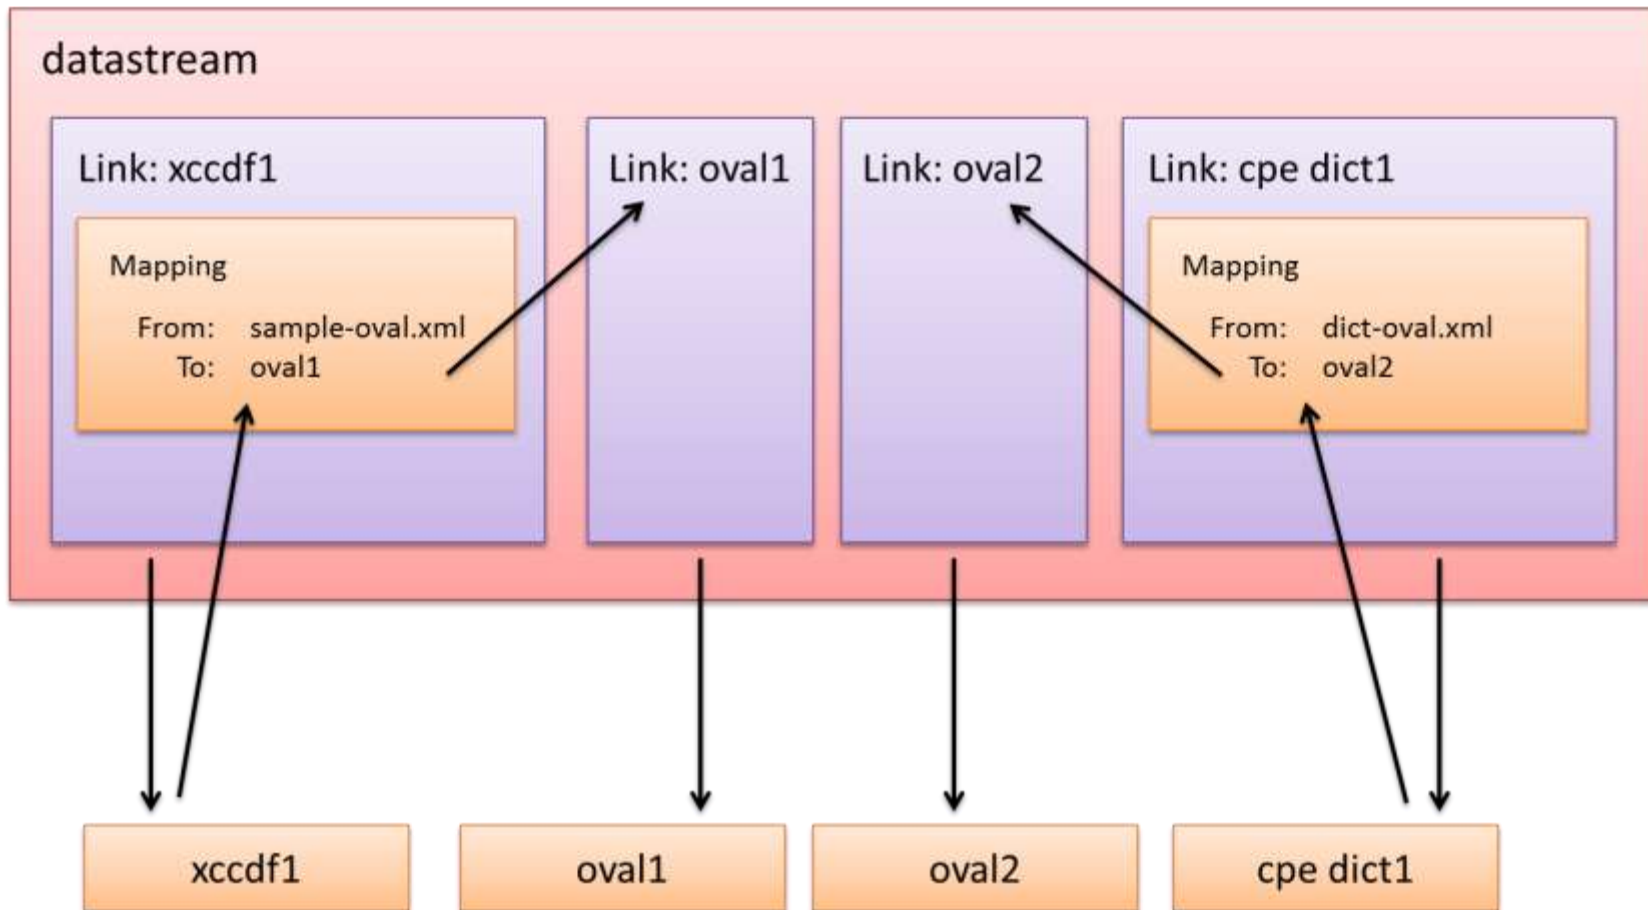 datastream
Link: xccdf1
Mapping
From: sample-oval.xml
To: oval1
Link: oval1
Link: oval2
Link: cpe dict1
Mapping
From: dict-oval.xml
To: oval2
xccdf1
oval1
oval2
cpe dict1